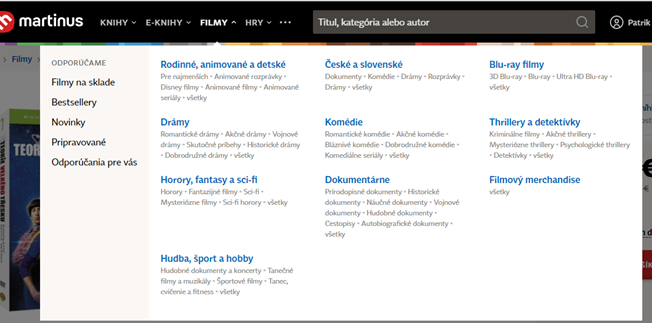 martinus
KNIHY E-KNIHY FILMY HRY
Titul, kategória alebo autor
Patrik
Filmy
ODPORÚČAME
Filmy na sklade
Bestsellery
Novinky
Pripravované
Odporúčania pre vás
Rodinné, animované a detské
Pre najmenších • Animované rozprávky •
Disney filmy • Animované filmy • Animované
seriály • všetky
České a slovenské
Dokumenty • Komédie • Drámy • Rozprávky •
Drámy • všetky
Blu-ray filmy
3D Blu-ray • Blu-ray • Ultra HD Blu-ray •
všetky
Drámy
Romantické drámy • Akčné drámy • Vojnové
drámy • Skutočné príbehy • Historické drámy
• Dobrodružné drámy • všetky
Komédie
Romantické komédie • Akčné komédie •
Bláznivé komédie • Dobrodružné komédie •
Komediálne seriály • všetky
Thrillery a detektívky
Kriminálne filmy • Akčné thrillery •
Mysteriózne thrillery • Psychologické thrillery
• Detektívky • všetky
Horory, fantasy a sci-fi
Horory • Fantazijné filmy • Sci-fi •
Mysteriózne filmy • Sci-fi horory • všetky
Dokumentárne
Prírodopisné dokumenty • Historické
dokumenty • Náučné dokumenty • Vojnové
dokumenty • Hudobné dokumenty •
Cestopisy • Autobiografické dokumenty •
všetky
Filmový merchandise
všetky
Hudba, šport a hobby
Hudobné dokumenty a koncerty • Tanečné
filmy a muzikály • Športové filmy • Tanec,
cvičenie a fitness • všetky